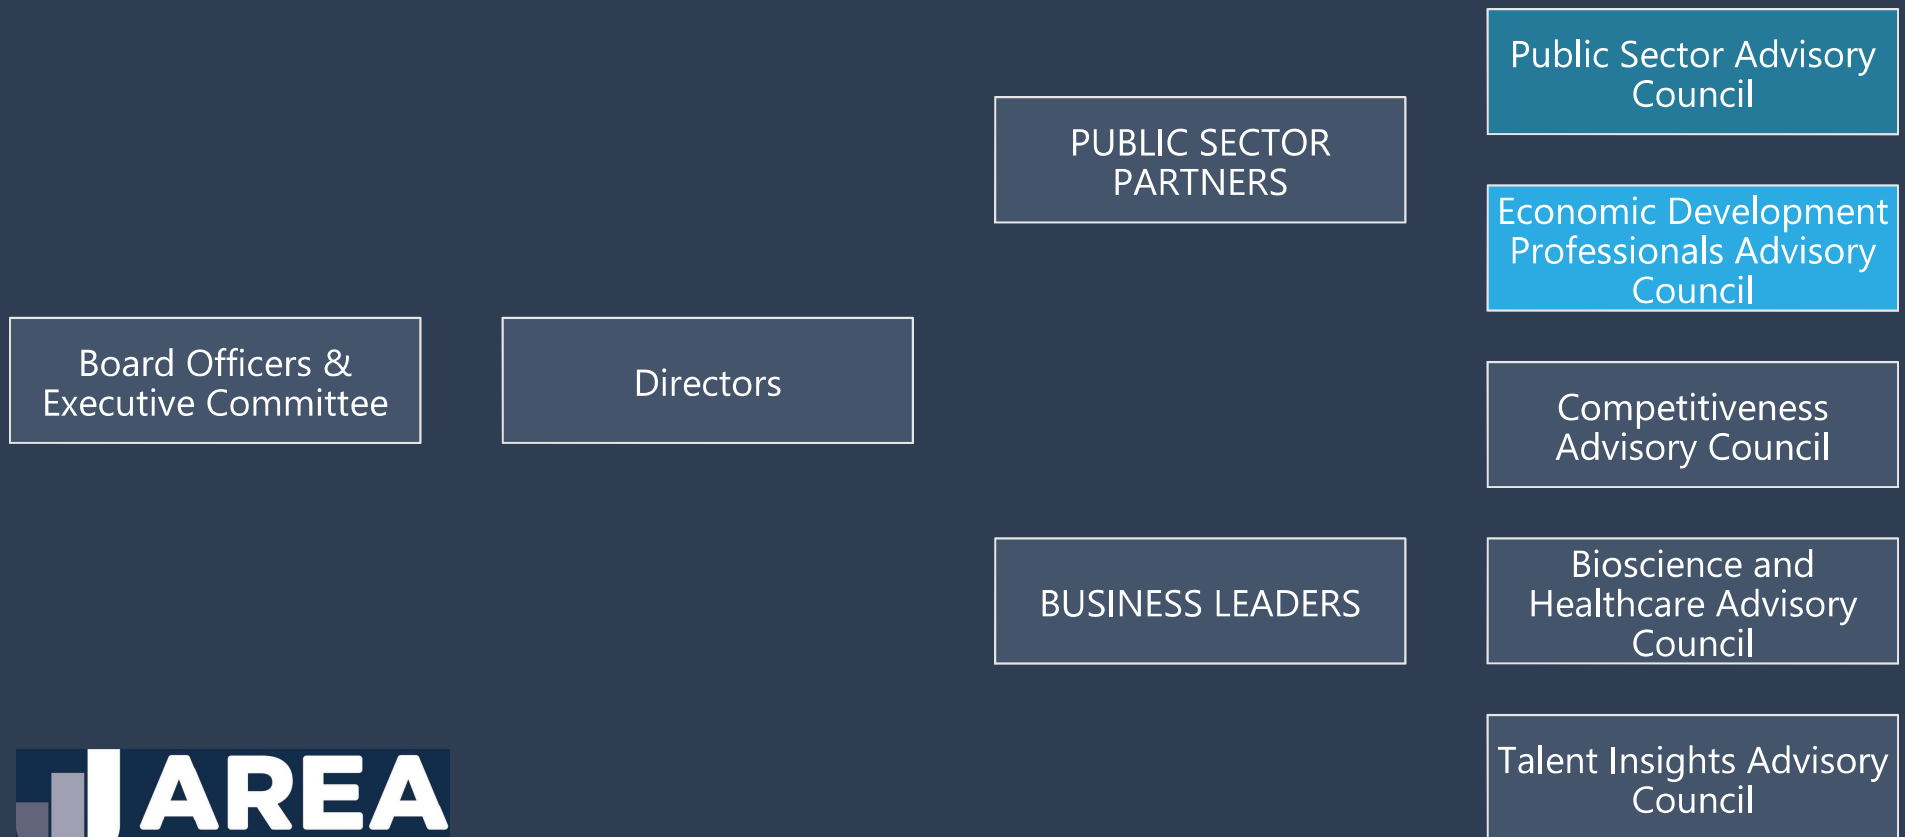 Board Officers &
Executive Committee
Directors
PUBLIC SECTOR
PARTNERS
BUSINESS LEADERS
Public Sector Advisory
Council
Economic Development
Professionals Advisory
Council
Competitiveness
Advisory Council
Bioscience and
Healthcare Advisory
Council
Talent Insights Advisory
Council
AREA